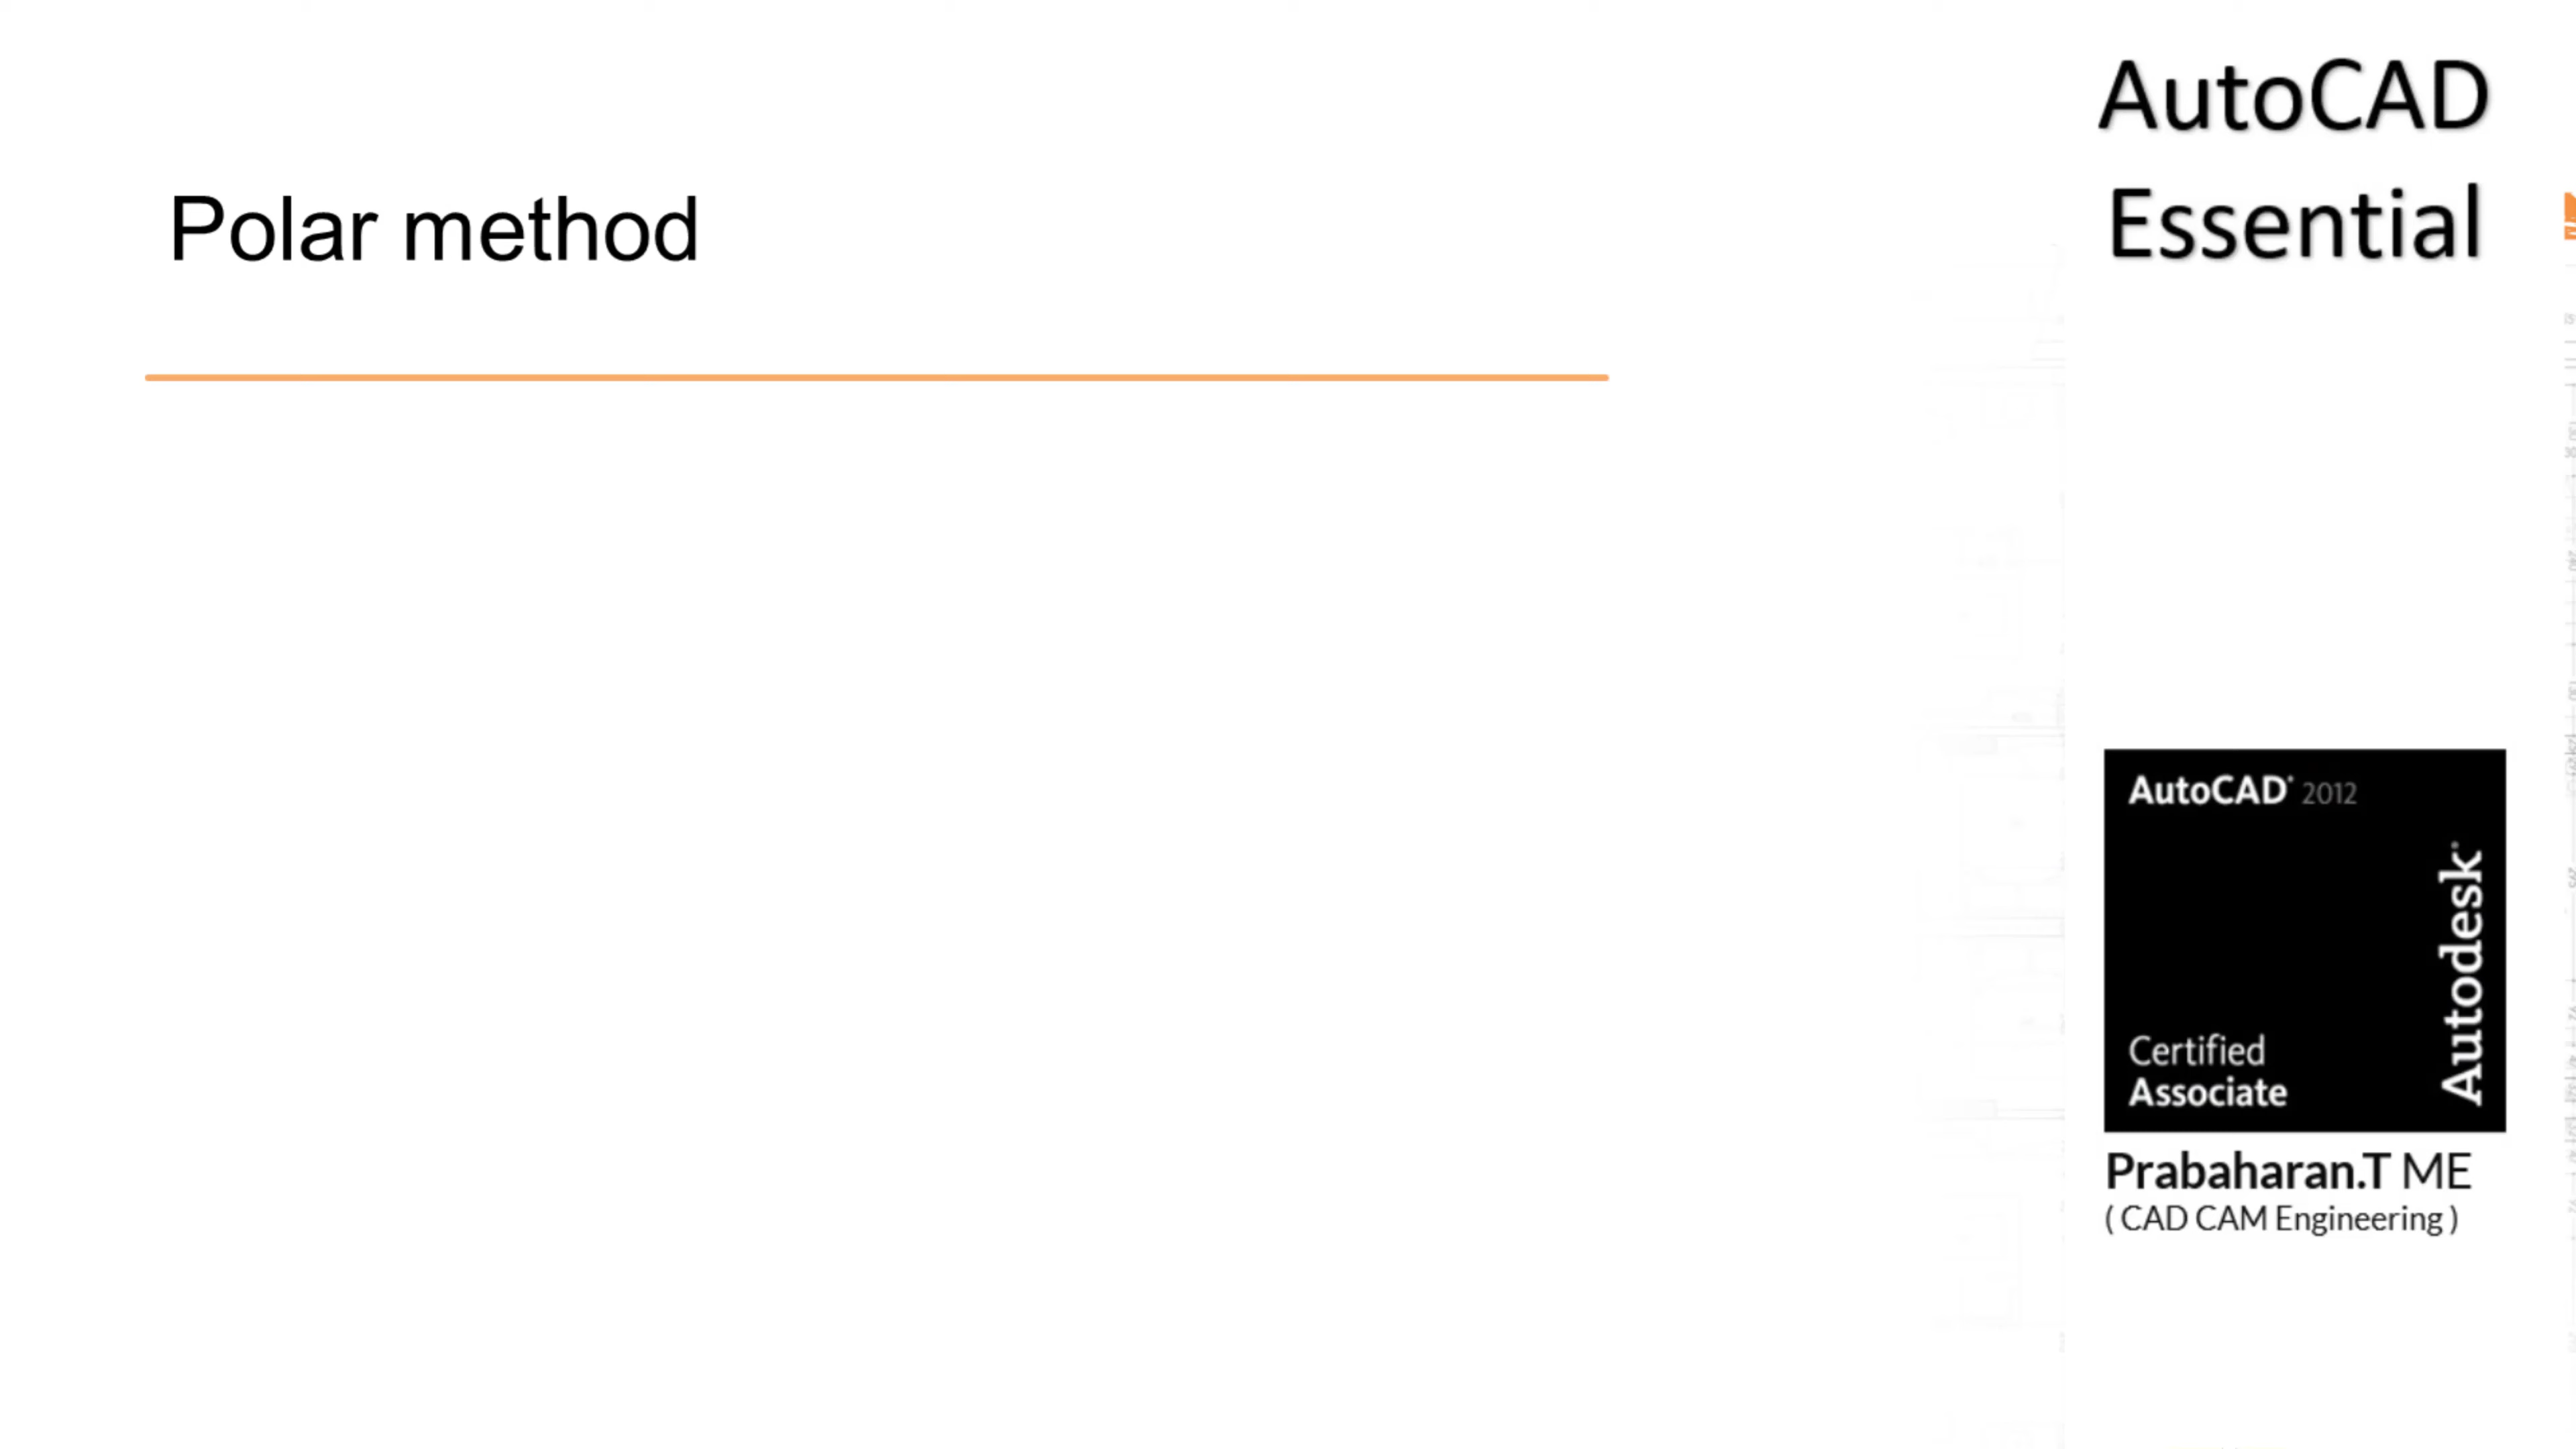 Polar method
AutoCAD
Essential
AutoCAD 2012
Autodesk
Certified
Associate
Prabaharan.T ME
( CAD CAM Engineering )